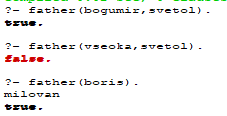 ?- father(bogumir,svetol).
true.
?- father(vseoka,svetol).
false.
?- father(boris).
milovan
true.